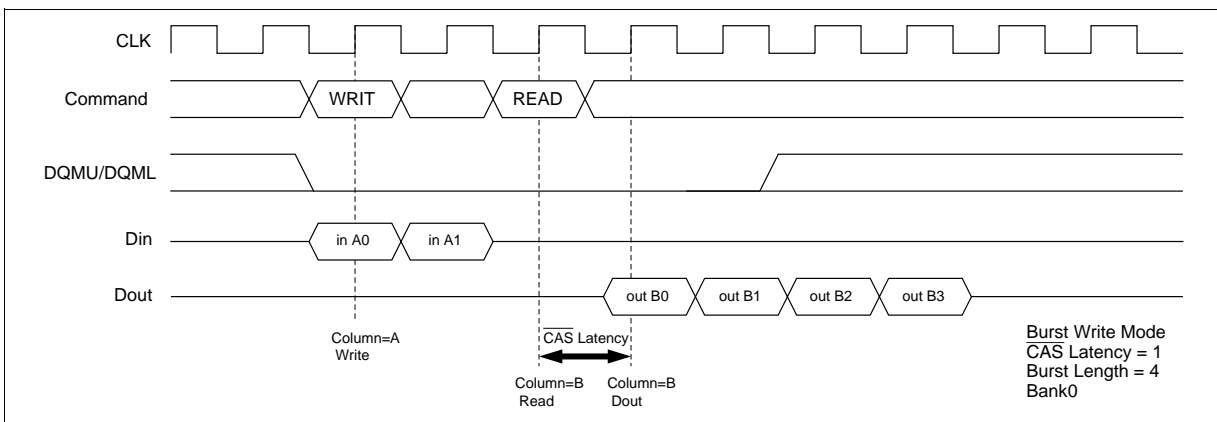 CLK
Command
WRIT
READ
DQMU/DQML
Din
in A0
in A1
Dout
out B0
out B1
out B2
out B3
Column=A
Write
CAS Latency
Column=B
Read
Column=B
Dout
Burst Write Mode
CAS Latency = 1
Burst Length = 4
Bank0